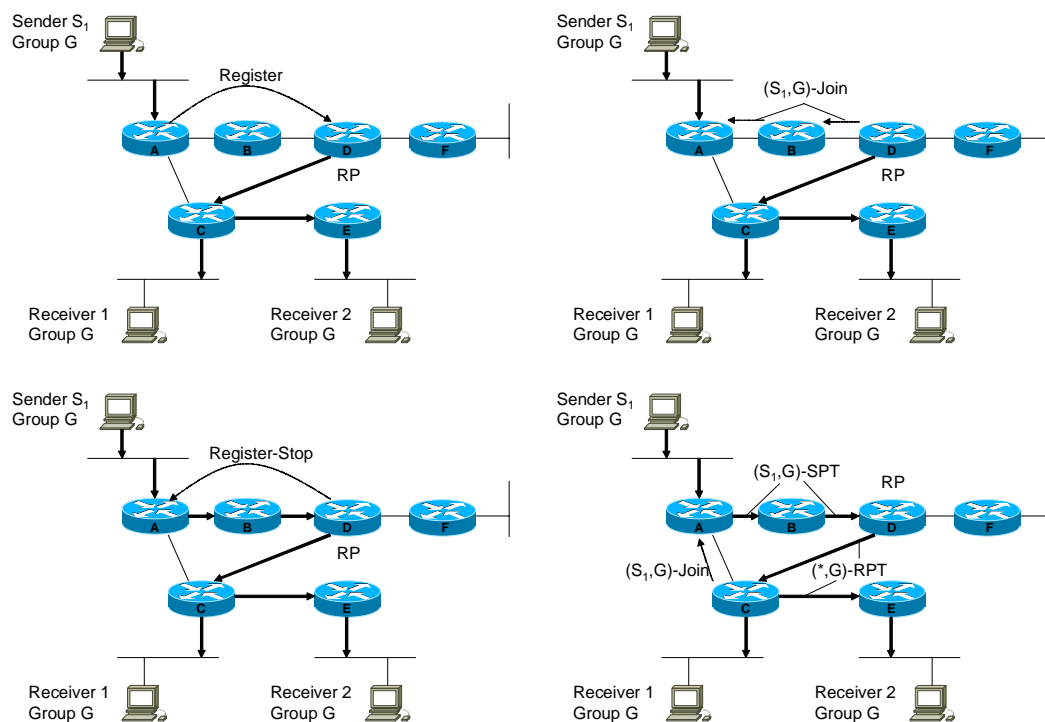 Sender S₁
Group G
Register
A
B
D
F
RP
C
E
Receiver 1
Group G
Receiver 2
Group G
Sender S₁
Group G
(S₁,G)-Join
A
B
D
F
RP
C
E
Receiver 1
Group G
Receiver 2
Group G
Sender S₁
Group G
Register-Stop
A
B
D
F
RP
C
E
Receiver 1
Group G
Receiver 2
Group G
Sender S₁
Group G
(S₁,G)-SPT
RP
A
B
D
F
(S₁,G)-Join
(*,G)-RPT
C
E
Receiver 1
Group G
Receiver 2
Group G